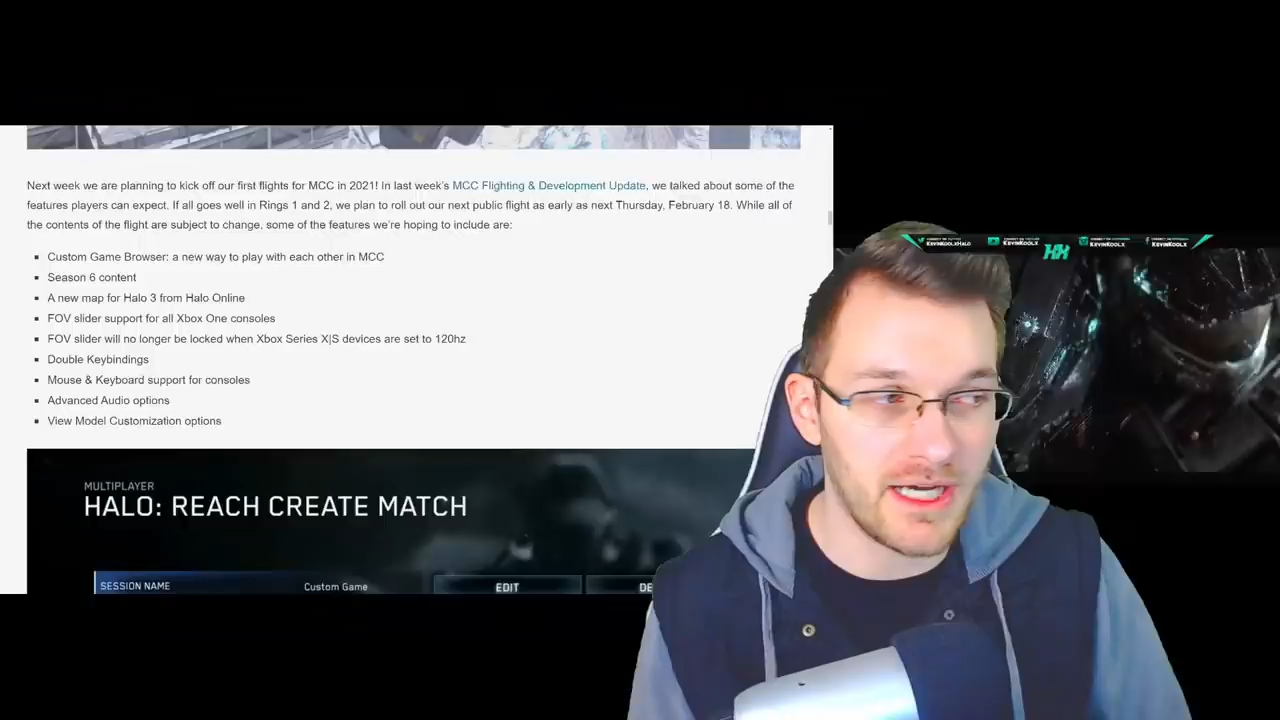 Next week we are planning to kick off our first flights for MCC in 2021! In last week's MCC Flighting & Development Update, we talked about some of the
features players can expect. If all goes well in Rings 1 and 2, we plan to roll out our next public flight as early as next Thursday, February 18. While all of
the contents of the flight are subject to change, some of the features we're hoping to include are:
Custom Game Browser: a new way to play with each other in MCC
Season 6 content
A new map for Halo 3 from Halo Online
FOV slider support for all Xbox One consoles
FOV slider will no longer be locked when Xbox Series X|S devices are set to 120hz
Double Keybindings
Mouse & Keyboard support for consoles
Advanced Audio options
View Model Customization options
KevinKoolxHalo KevinKoolx KevinKoolx KevinKoolx
MULTIPLAYER
HALO: REACH CREATE MATCH
SESSION NAME Custom Game EDIT DE